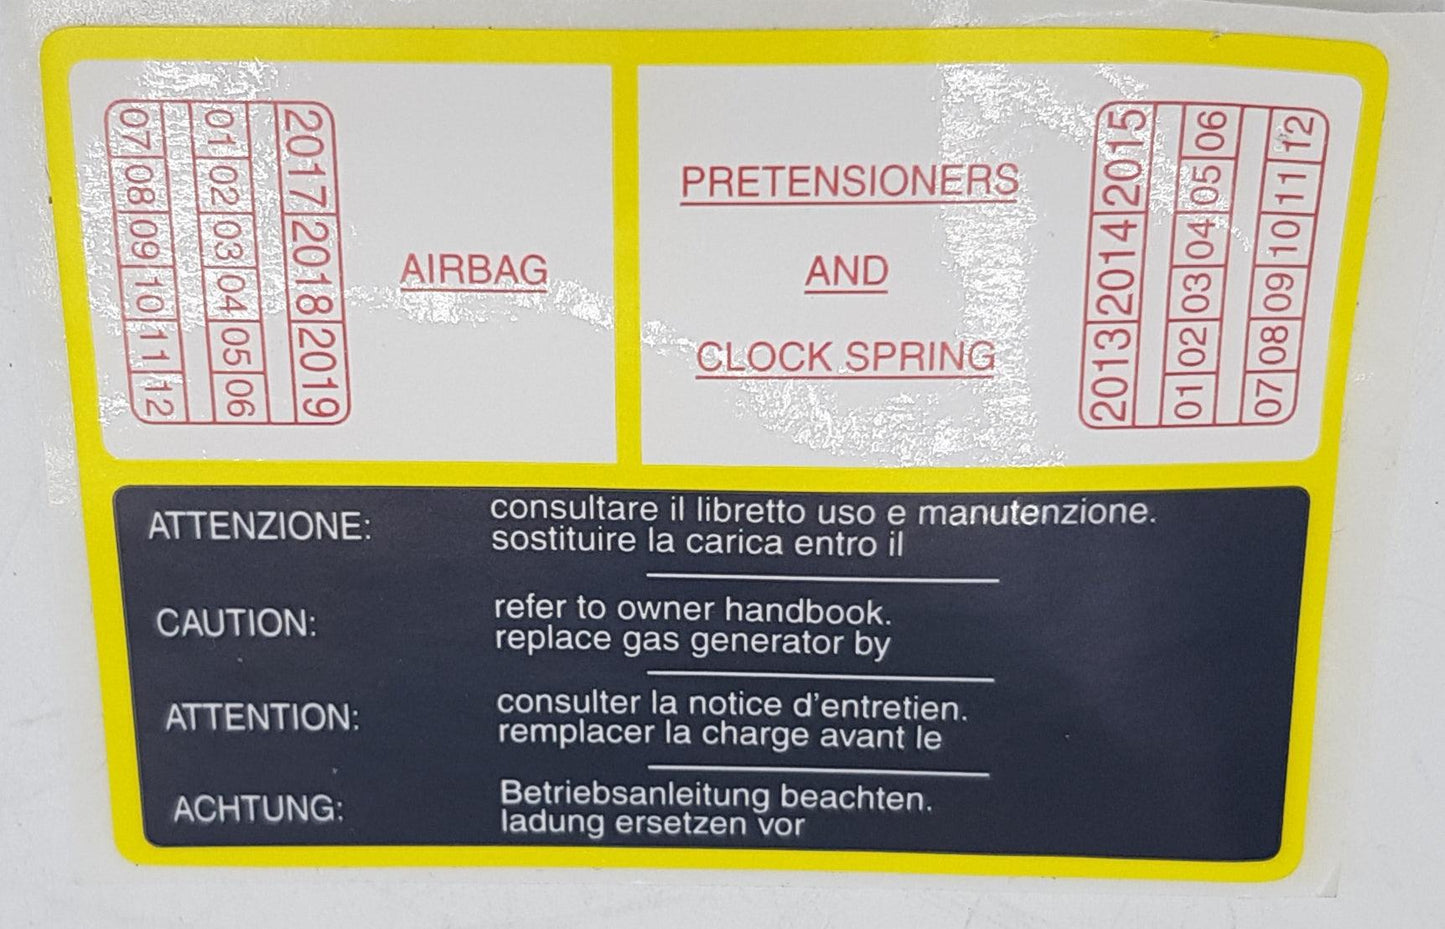 2017 2018 2019
01 02 03 04 05 06
07 08 09 10 11 12
AIRBAG
PRETENSIONERS
AND
CLOCK SPRING
2013 2014 2015
01 02 03 04 05 06
07 08 09 10 11 12
ATTENZIONE: consultare il libretto uso e manutenzione.
sostituire la carica entro il
CAUTION: refer to owner handbook.
replace gas generator by
ATTENTION: consulter la notice d'entretien.
remplacer la charge avant le
ACHTUNG: Betriebsanleitung beachten.
ladung ersetzen vor